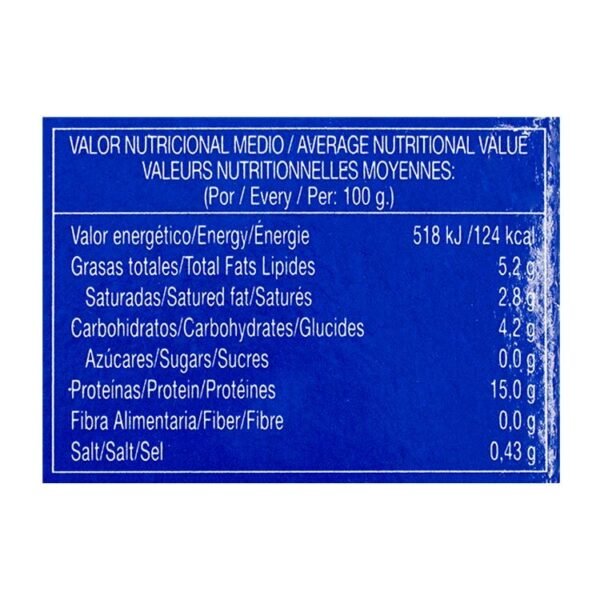 VALOR NUTRICIONAL MEDIO / AVERAGE NUTRITIONAL VALUE
VALEURS NUTRITIONNELLES MOYENNES:
(Por / Every / Per: 100 g.)
Valor energético/Energy/Énergie 518 kJ /124 kcal
Grasas totales/Total Fats Lipides 5,2 g
Saturadas/Satured fat/Saturés 2.8 g
Carbohidratos/Carbohydrates/Glucides 4,2 g
Azúcares/Sugars/Sucres 0,0 g
Proteínas/Protein/Protéines 15.0 g
Fibra Alimentaria/Fiber/Fibre 0,0 g
Salt/Salt/Sel 0,43 g